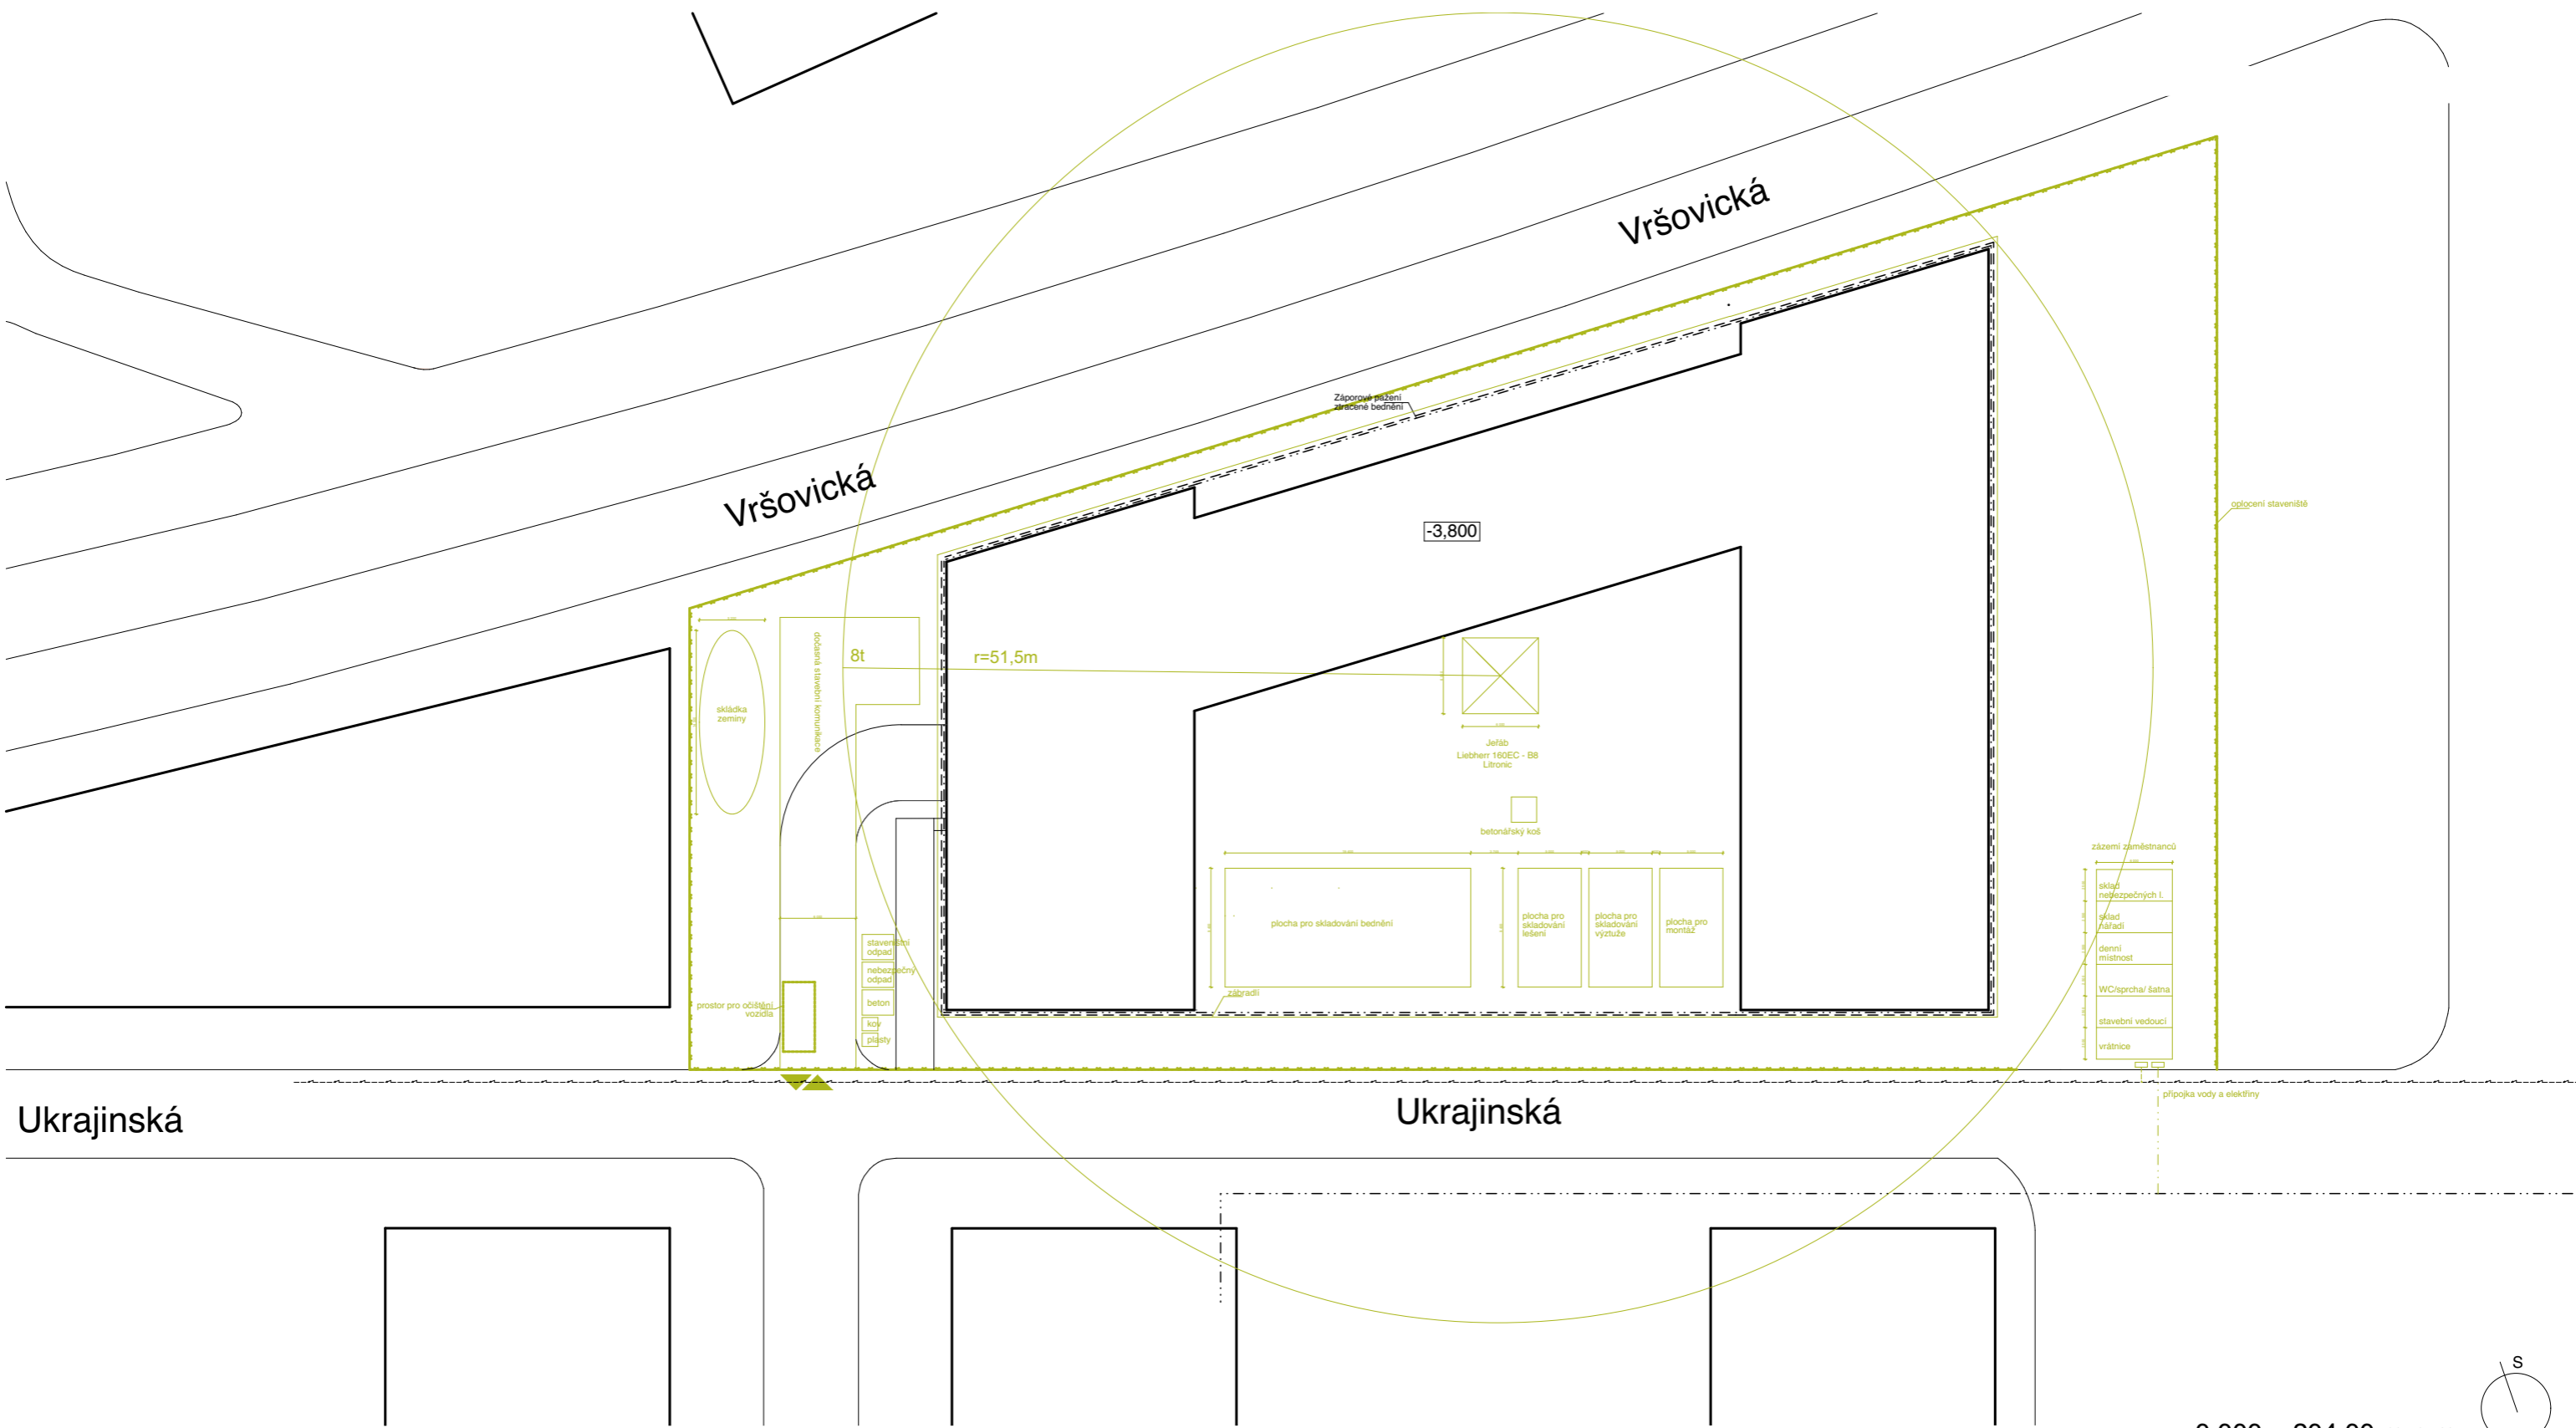 Vršovická
Záporové pažení
ztracené bednění
Vršovická
-3,800
oplocení staveniště
dočasná stavební komunikace
8t
r=51,5m
skládka
zeminy
Jeřáb
Liebherr 160EC - B8
Litronic
betonářský koš
zázemí zaměstnanců
sklad
nebezpečných l.
sklad
nářadí
denní
místnost
WC/sprcha/ šatna
stavební vedoucí
vrátnice
plocha pro skladování bednění
plocha pro
skladování
lešení
plocha pro
skladování
výztuže
plocha pro
montáž
staveništní
odpad
nebezpečný
odpad
beton
kov
plasty
prostor pro očištění
vozidla
zábradlí
přípojka vody a elektřiny
Ukrajinská
Ukrajinská
S